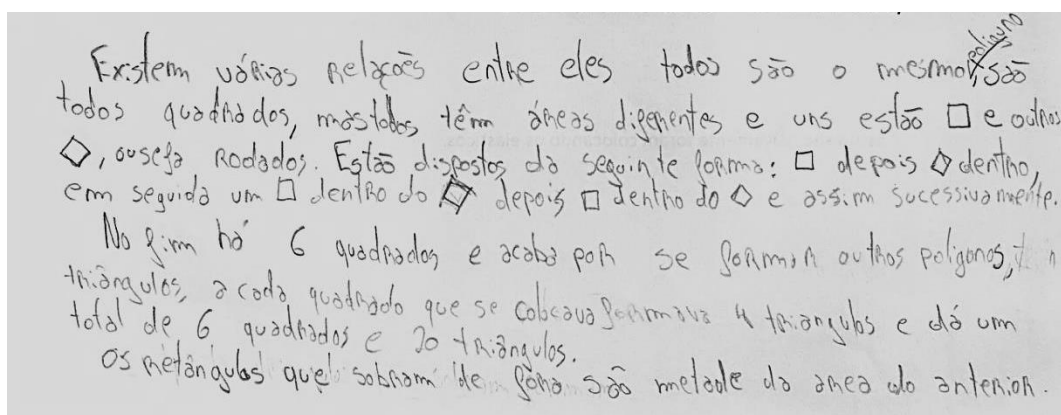 Existem várias relações entre eles todos são o mesmo polígno, são
todos quadrados, mas todos têm áreas diferentes e uns estão □ e outros
◇, ou seja rodados. Estão dispostos da seguinte forma: □ depois ◇ dentro,
em seguida um □ dentro do ◇ depois □ dentro do ◇ e assim sucessivamente.
No fim há 6 quadrados e acaba por se formar outros polígonos,
triângulos, a cada quadrado que se colocava formava 4 triângulos e dá um
total de 6 quadrados e 20 triângulos.
Os retângulos que sobram de fora são metade da area do anterior.